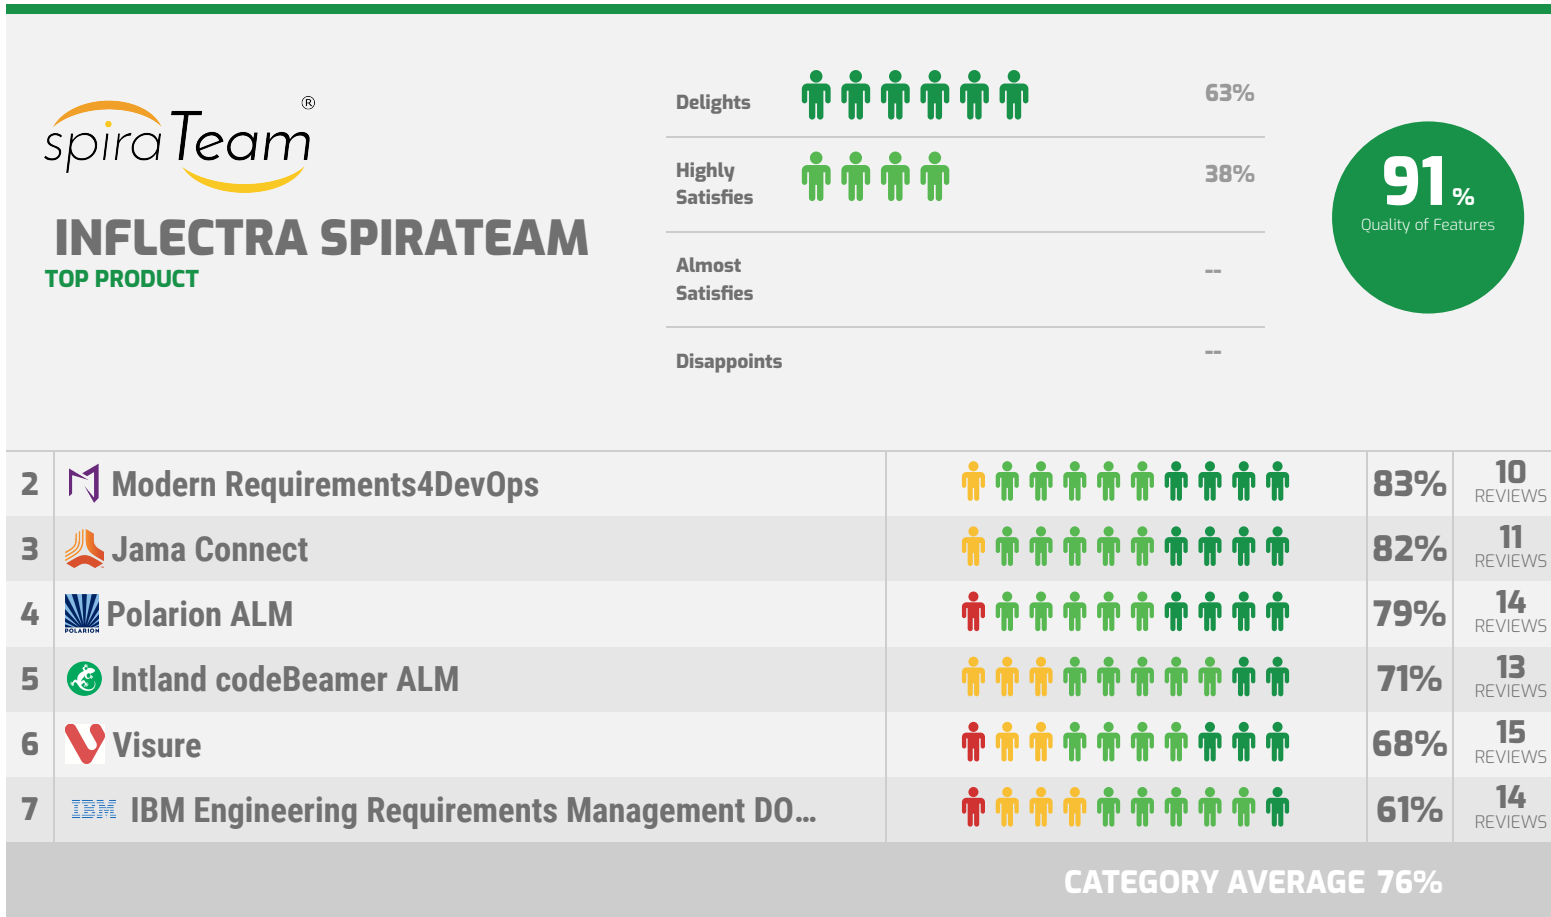 spiraTeam®
INFLECTRA SPIRATEAM
TOP PRODUCT
Delights 63%
Highly
Satisfies 38%
Almost
Satisfies --
Disappoints --
91%
Quality of Features
2 Modern Requirements4DevOps 83% 10
REVIEWS
3 Jama Connect 82% 11
REVIEWS
4 POLARION Polarion ALM 79% 14
REVIEWS
5 Intland codeBeamer ALM 71% 13
REVIEWS
6 Visure 68% 15
REVIEWS
7 IBM IBM Engineering Requirements Management DO... 61% 14
REVIEWS
CATEGORY AVERAGE 76%